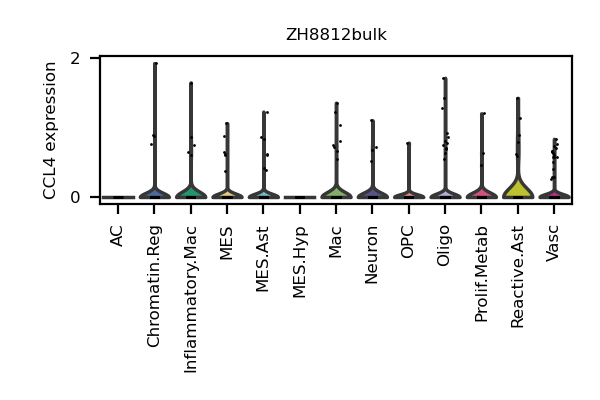 ZH8812bulk
CCL4 expression
2
0
AC
Chromatin.Reg
Inflammatory.Mac
MES
MES.Ast
MES.Hyp
Mac
Neuron
OPC
Oligo
Prolif.Metab
Reactive.Ast
Vasc